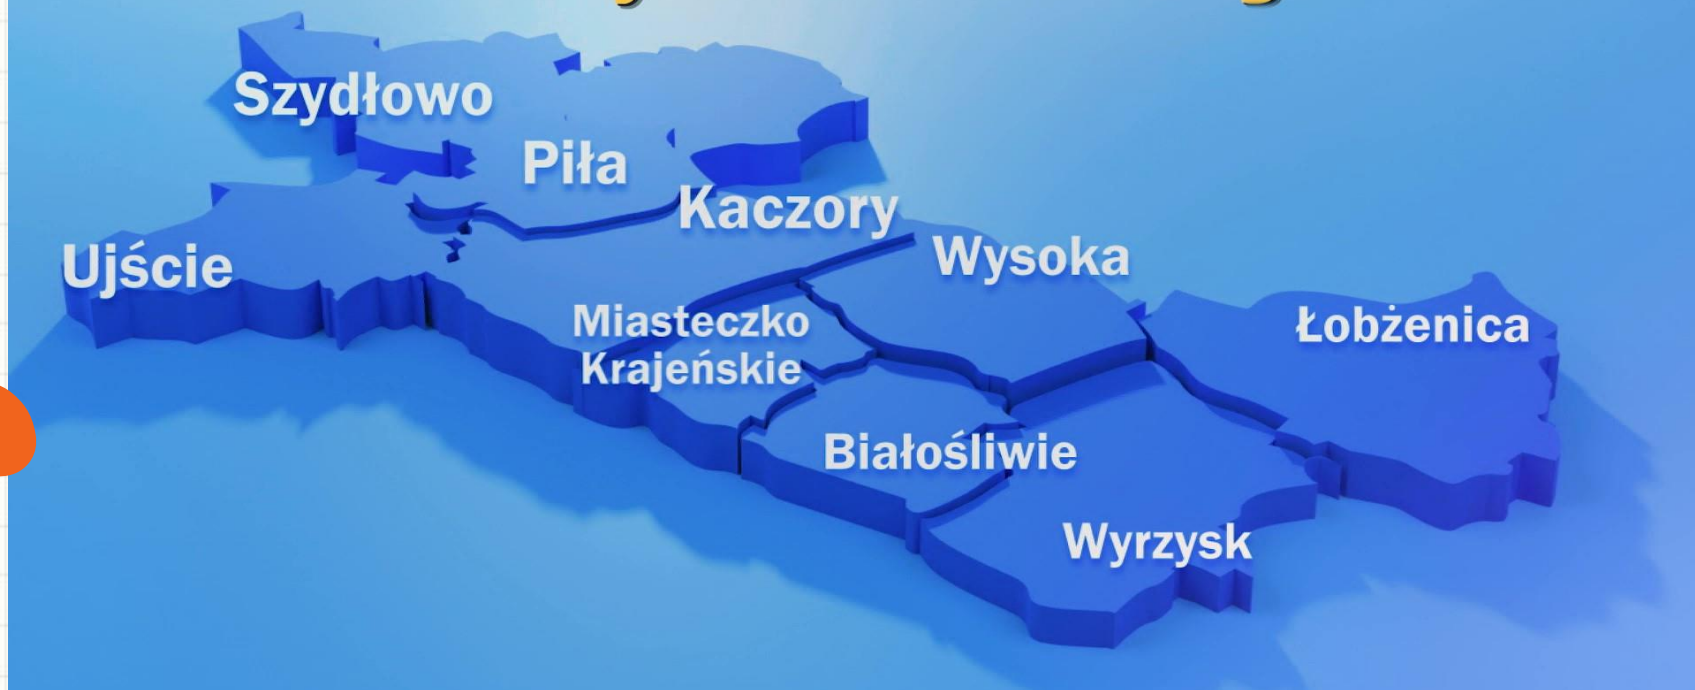 Szydłowo
Piła
Kaczory
Ujście
Wysoka
Miasteczko
Krajeńskie
Łobżenica
Białośliwie
Wyrzysk